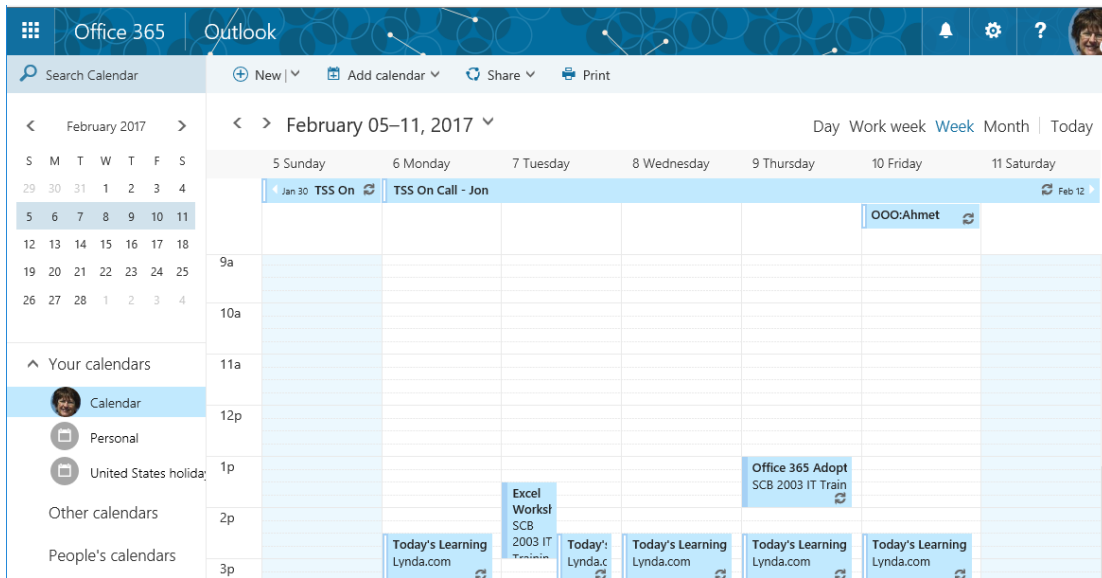 Office 365 Outlook ?
Search Calendar New Add calendar Share Print
February 2017 February 05–11, 2017 Day Work week Week Month Today
S M T W T F S
29 30 31 1 2 3 4
5 6 7 8 9 10 11
12 13 14 15 16 17 18
19 20 21 22 23 24 25
26 27 28 1 2 3 4
Your calendars
Calendar
Personal
United States holiday
Other calendars
People's calendars
5 Sunday 6 Monday 7 Tuesday 8 Wednesday 9 Thursday 10 Friday 11 Saturday
Jan 30 TSS On TSS On Call - Jon Feb 12
OOO:Ahmet
9a
10a
11a
12p
1p
2p
3p
Excel
Worksh
SCB
2003 IT
Trainin
Office 365 Adopt
SCB 2003 IT Train
Today's Learning
Lynda.com
Today's
Lynda.c
Today's Learning
Lynda.com
Today's Learning
Lynda.com
Today's Learning
Lynda.com